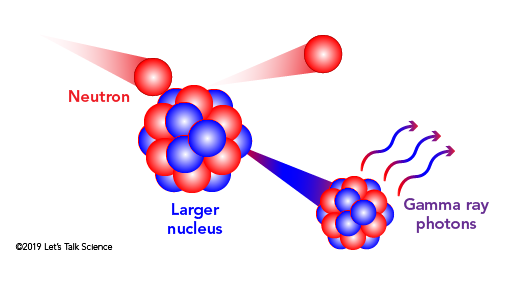 Neutron
Larger
nucleus
Gamma ray
photons
©2019 Let's Talk Science